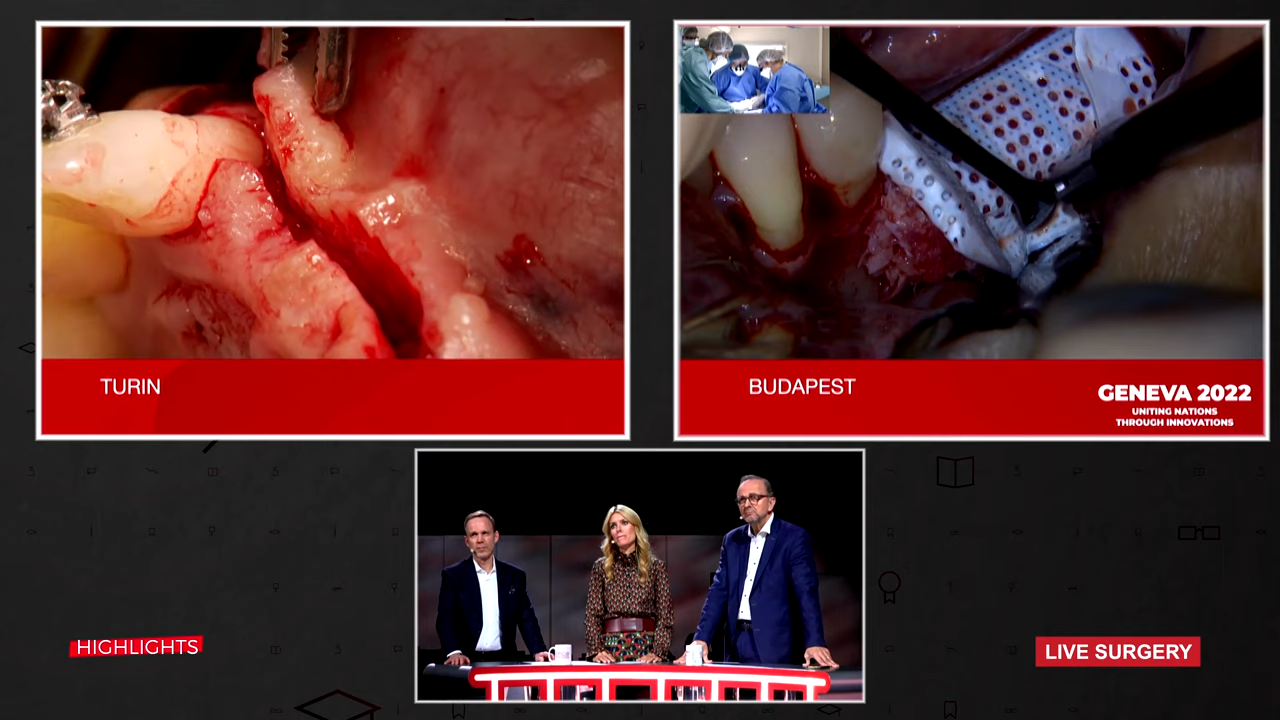 TURIN
BUDAPEST
GENEVA 2022
UNITING NATIONS
THROUGH INNOVATIONS
HIGHLIGHTS
LIVE SURGERY